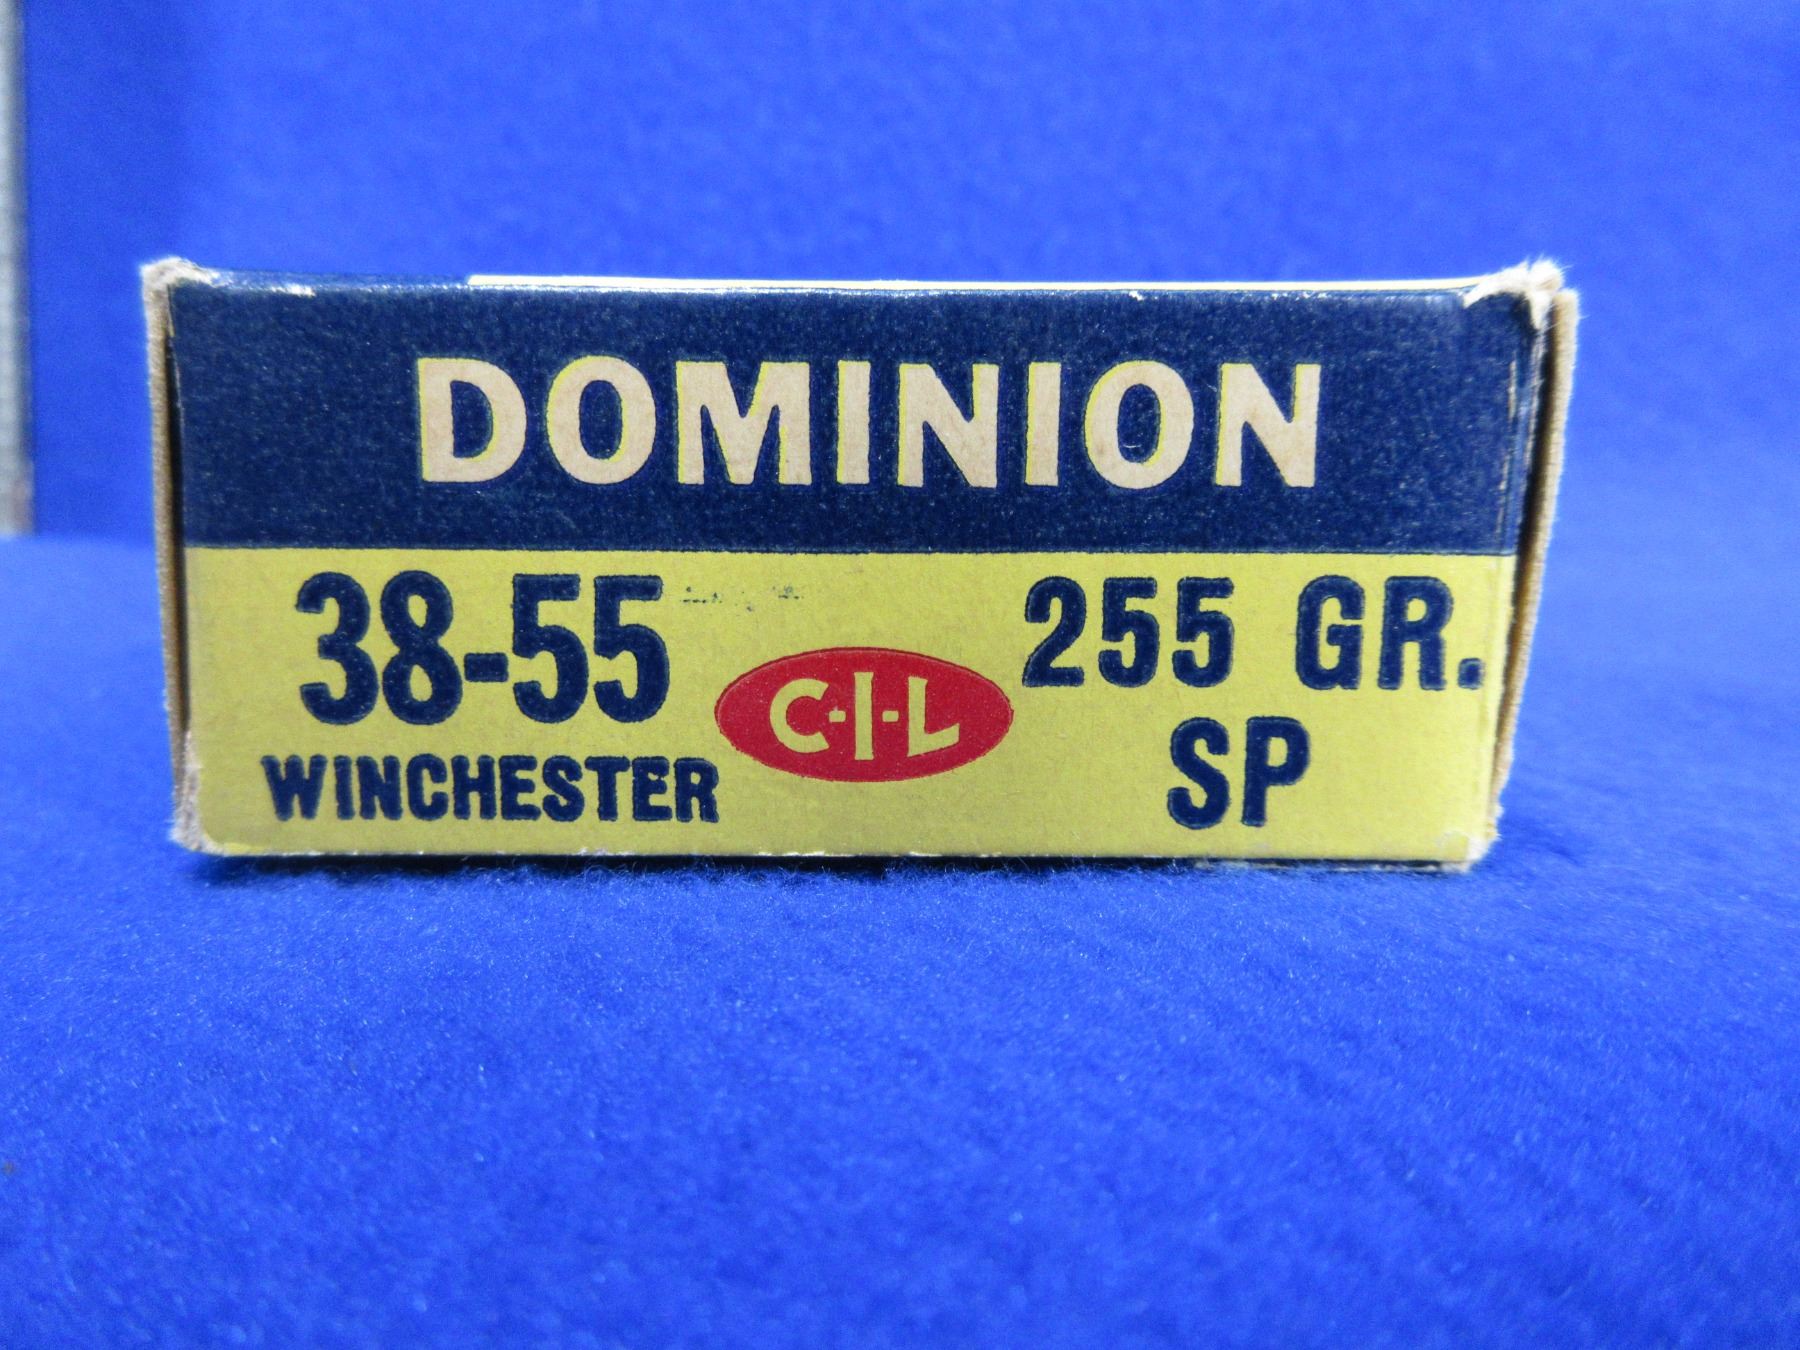 DOMINION
38-55
WINCHESTER
C-I-L
255 GR.
SP